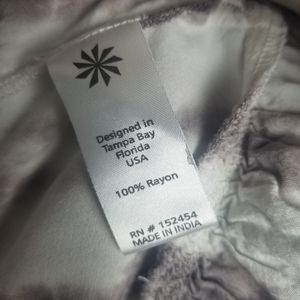 Designed in
Tampa Bay
Florida
USA
100% Rayon
RN # 152454
MADE IN INDIA